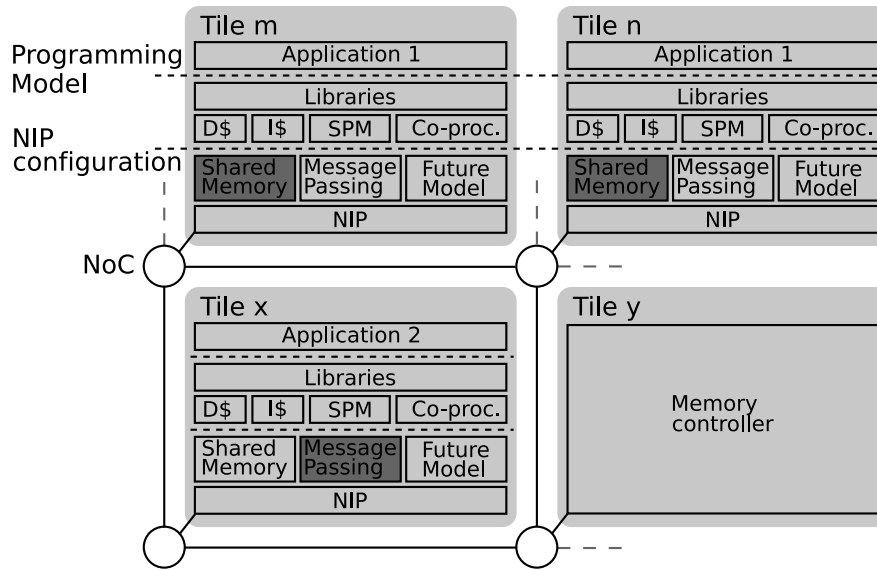 Tile m
Application 1
Libraries
D$ I$ SPM Co-proc.
Shared
Memory
Message
Passing
Future
Model
NIP
Tile n
Application 1
Libraries
D$ I$ SPM Co-proc.
Shared
Memory
Message
Passing
Future
Model
NIP
Programming
Model
NIP
configuration
NoC
Tile x
Application 2
Libraries
D$ I$ SPM Co-proc.
Shared
Memory
Message
Passing
Future
Model
NIP
Tile y
Memory
controller